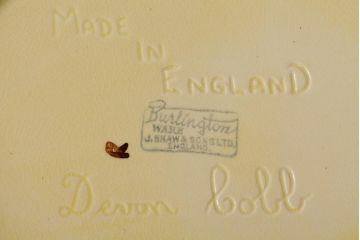 MADE
IN
ENGLAND
Burlington
WARE
J. SHAW & SONS LTD.
ENGLAND.
Devon Cobb